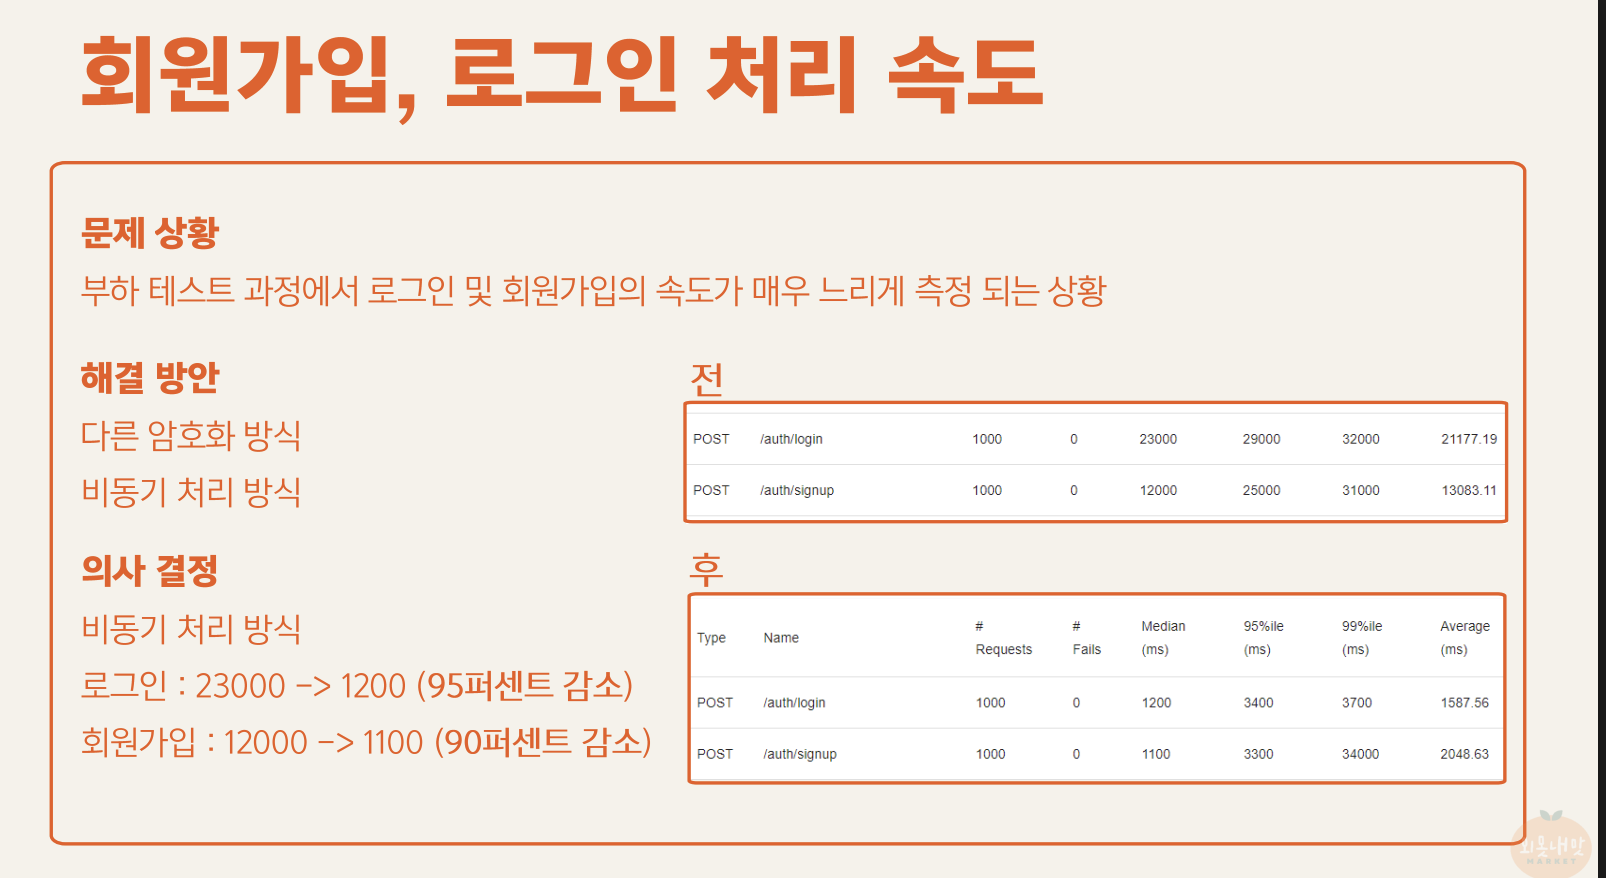 회원가입, 로그인 처리 속도
문제 상황
부하 테스트 과정에서 로그인 및 회원가입의 속도가 매우 느리게 측정 되는 상황
해결 방안
다른 암호화 방식
비동기 처리 방식
의사 결정
비동기 처리 방식
로그인 : 23000 -> 1200 (95퍼센트 감소)
회원가입 : 12000 -> 1100 (90퍼센트 감소)
전
POST /auth/login 1000 0 23000 29000 32000 21177.19
POST /auth/signup 1000 0 12000 25000 31000 13083.11
후
Type Name # Requests # Fails Median (ms) 95%ile (ms) 99%ile (ms) Average (ms)
POST /auth/login 1000 0 1200 3400 3700 1587.56
POST /auth/signup 1000 0 1100 3300 34000 2048.63
MARKET